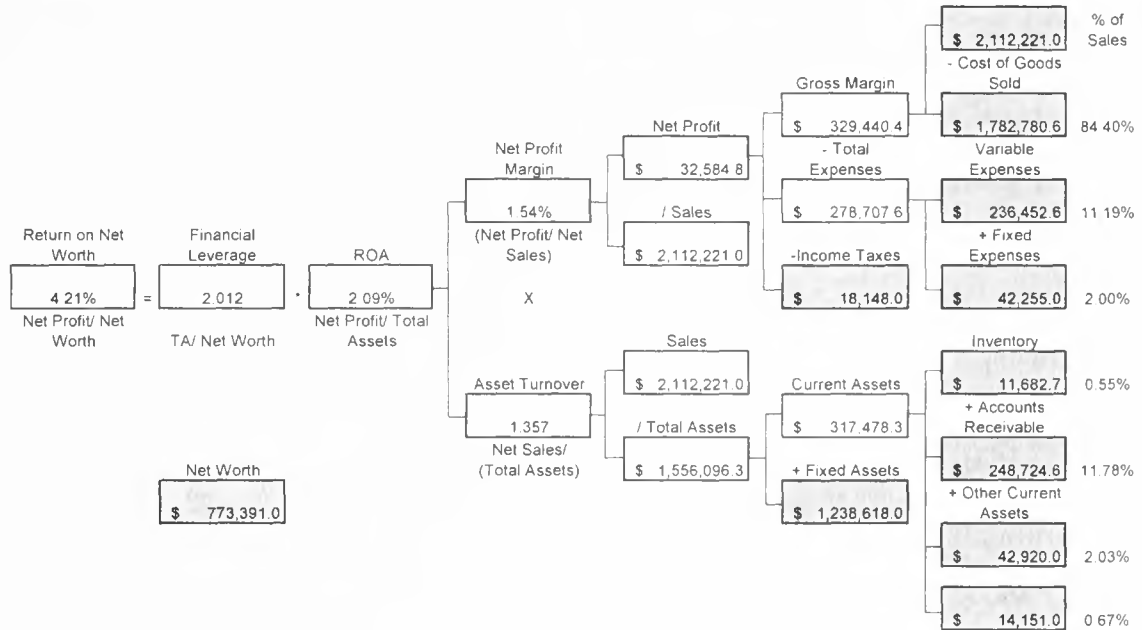 % of
Sales
$ 2,112,221.0
- Cost of Goods
Sold
Gross Margin
$ 329,440.4
$ 1,782,780.6 84 40%
Net Profit
- Total
Expenses
Variable
Expenses
Net Profit
Margin
$ 32,584 8
1 54%
/ Sales
278,707 6
$ 236,452 6 11 19%
Return on Net
Worth
Financial
Leverage
ROA
(Net Profit/ Net
Sales)
$ 2,112,221 0
-Income Taxes
+ Fixed
Expenses
4 21%
=
2.012
·
2 09%
X
$ 18,148.0
$ 42,255.0 2 00%
Net Profit/ Net
Worth
TA/ Net Worth
Net Profit/ Total
Assets
Sales
Inventory
Asset Turnover
$ 2,112,221.0
Current Assets
$ 11,682.7 0.55%
1.357
/ Total Assets
317,478.3
+ Accounts
Receivable
Net Sales/
(Total Assets)
$ 1,556,096.3
+ Fixed Assets
$ 248,724.6 11.78%
Net Worth
$ 773,391.0
$ 1,238,618.0
+ Other Current
Assets
$ 42,920.0 2.03%
$ 14,151.0 0 67%